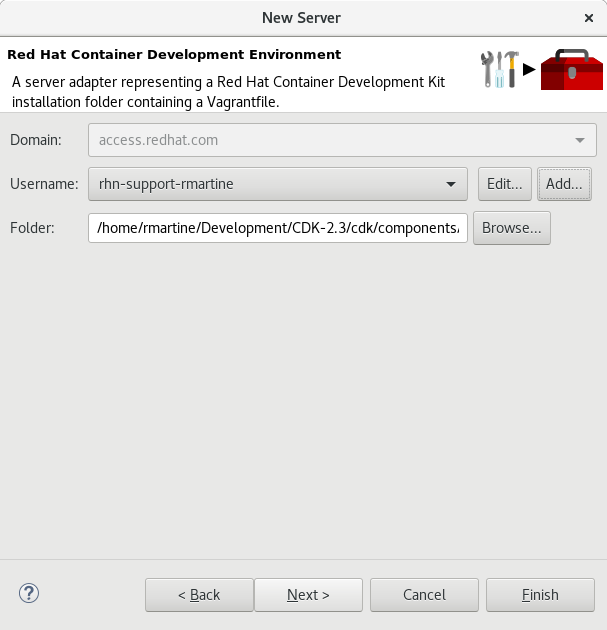 New Server
Red Hat Container Development Environment
A server adapter representing a Red Hat Container Development Kit
installation folder containing a Vagrantfile.
Domain: access.redhat.com
Username: rhn-support-rmartine Edit... Add...
Folder: /home/rmartine/Development/CDK-2.3/cdk/components/ Browse...
? < Back Next > Cancel Finish